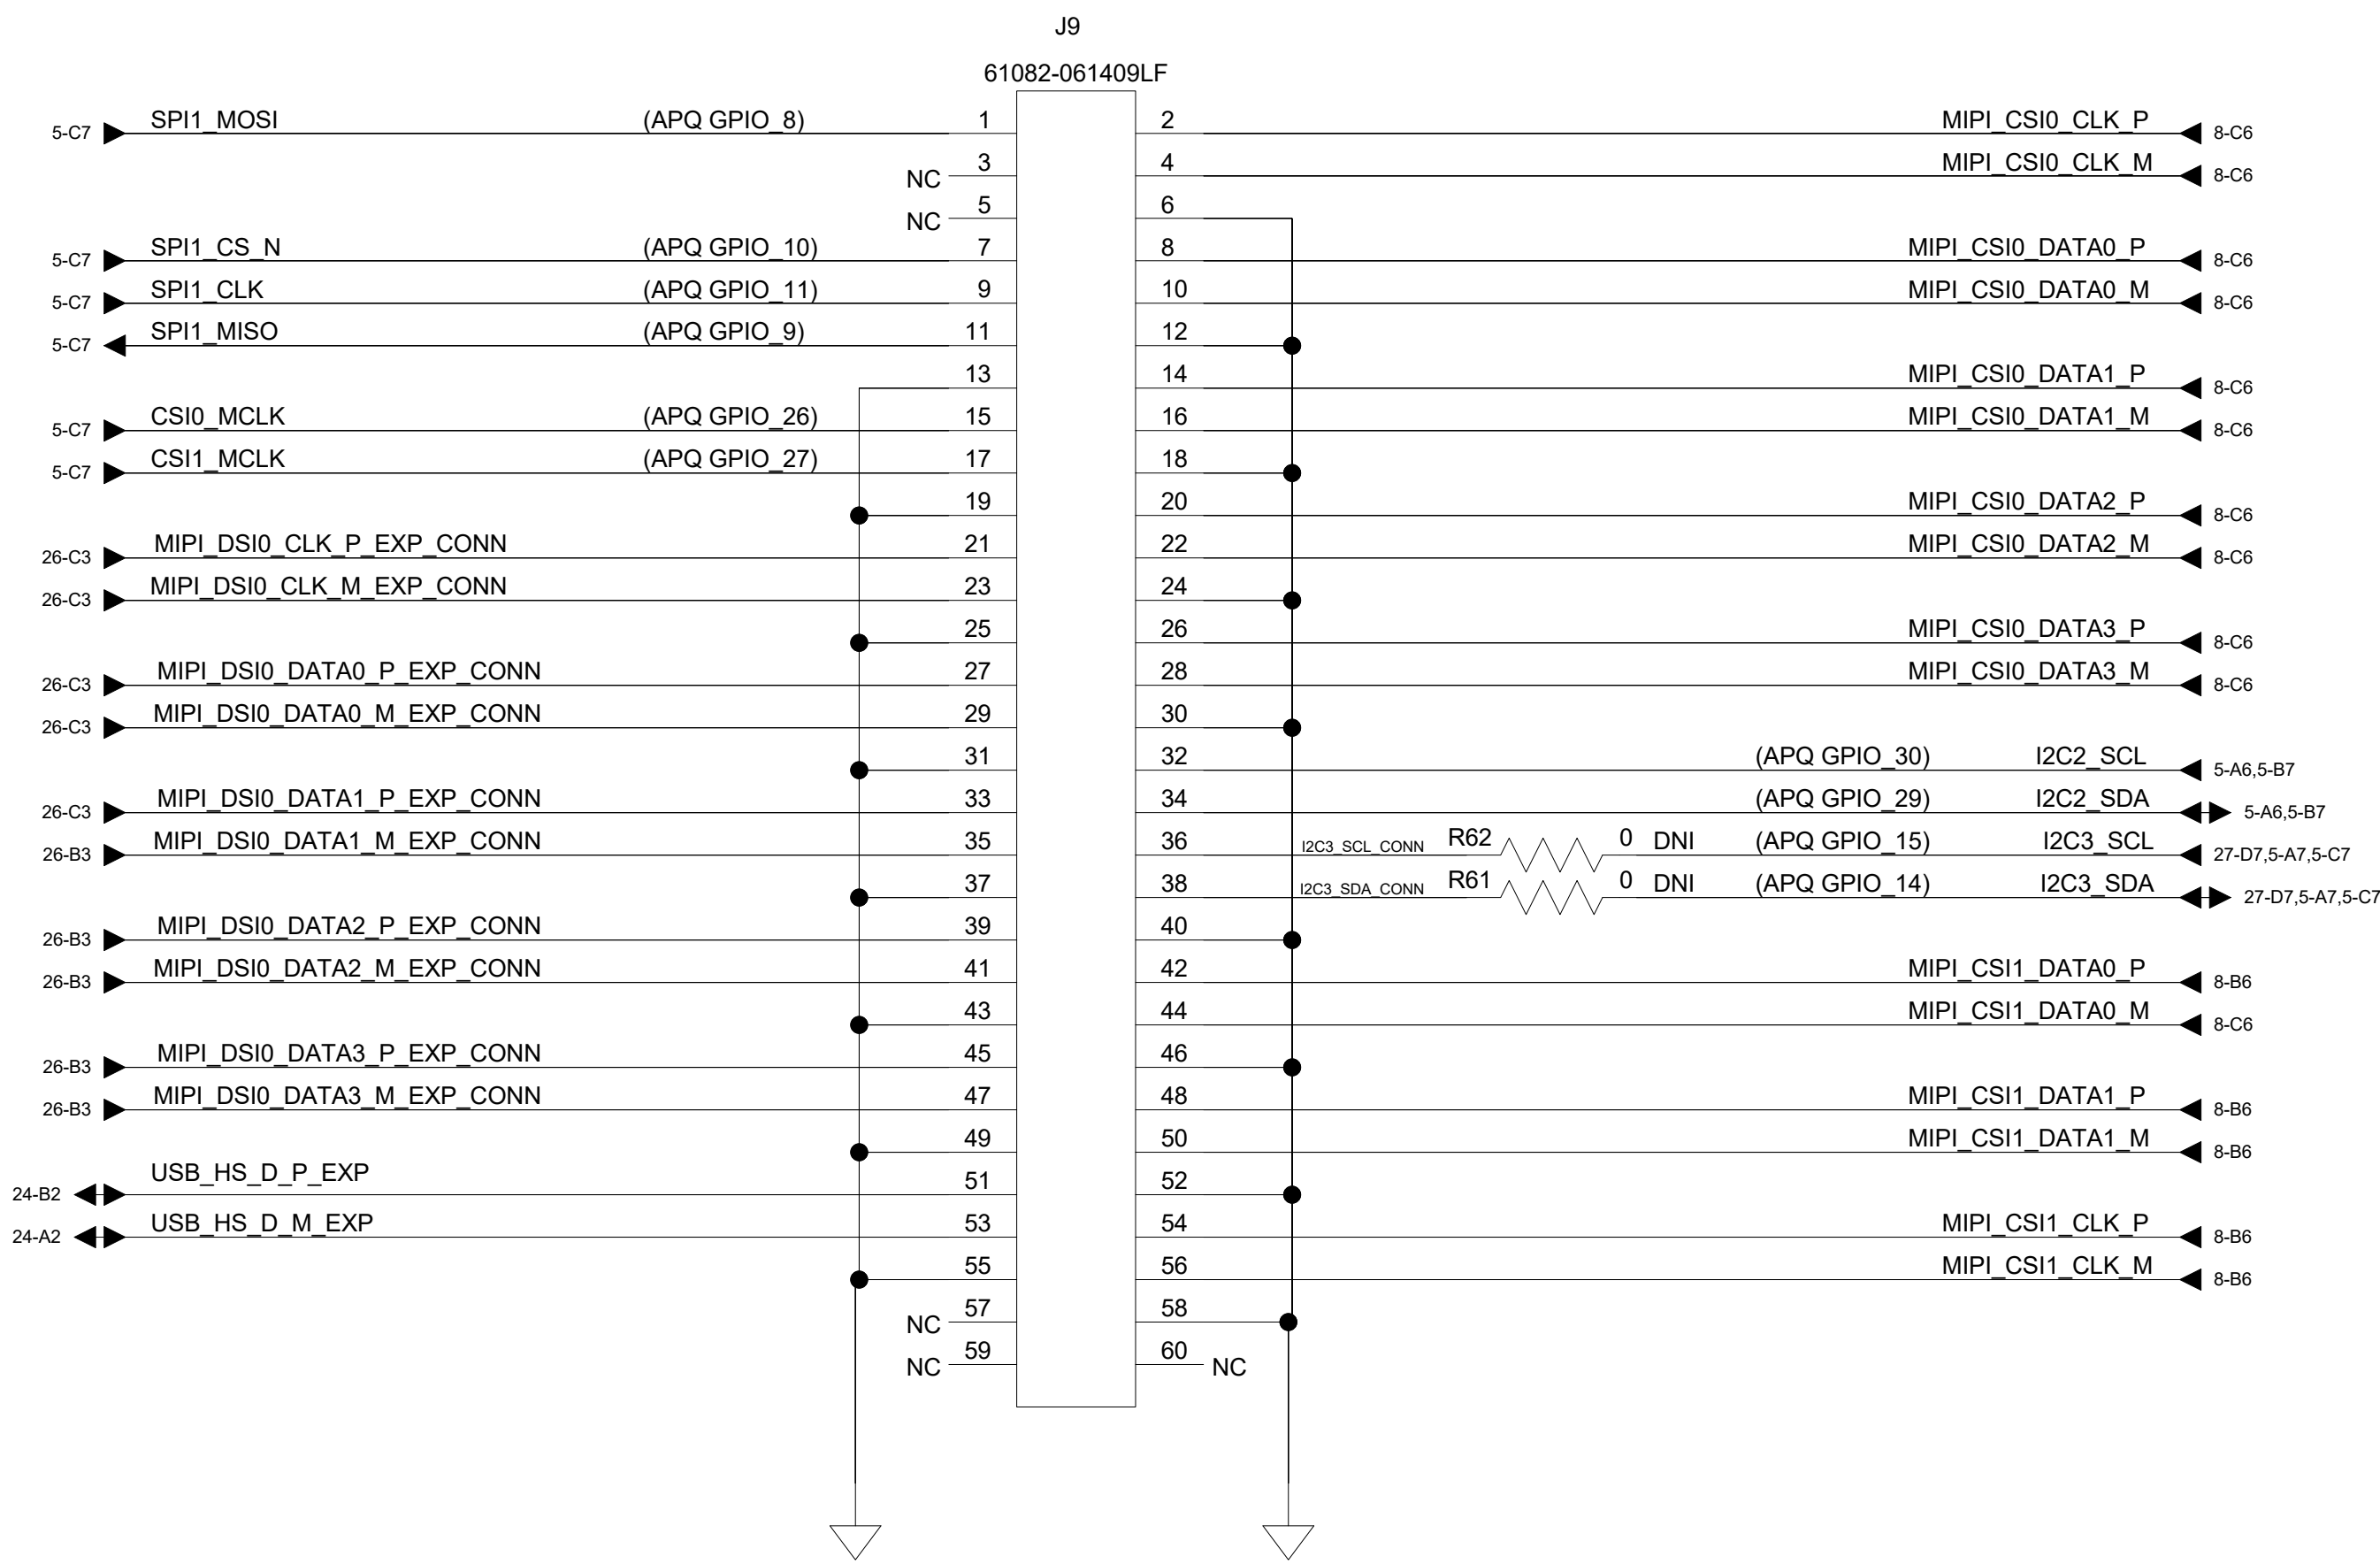 J9
61082-061409LF
5-C7 SPI1_MOSI (APQ GPIO_8) 1 2 MIPI_CSI0_CLK_P 8-C6
NC 3 4 MIPI_CSI0_CLK_M 8-C6
NC 5 6
5-C7 SPI1_CS_N (APQ GPIO_10) 7 8 MIPI_CSI0_DATA0_P 8-C6
5-C7 SPI1_CLK (APQ GPIO_11) 9 10 MIPI_CSI0_DATA0_M 8-C6
5-C7 SPI1_MISO (APQ GPIO_9) 11 12
13 14 MIPI_CSI0_DATA1_P 8-C6
5-C7 CSI0_MCLK (APQ GPIO_26) 15 16 MIPI_CSI0_DATA1_M 8-C6
5-C7 CSI1_MCLK (APQ GPIO_27) 17 18
19 20 MIPI_CSI0_DATA2_P 8-C6
26-C3 MIPI_DSI0_CLK_P_EXP_CONN 21 22 MIPI_CSI0_DATA2_M 8-C6
26-C3 MIPI_DSI0_CLK_M_EXP_CONN 23 24
25 26 MIPI_CSI0_DATA3_P 8-C6
26-C3 MIPI_DSI0_DATA0_P_EXP_CONN 27 28 MIPI_CSI0_DATA3_M 8-C6
26-C3 MIPI_DSI0_DATA0_M_EXP_CONN 29 30
31 32 (APQ GPIO_30) I2C2_SCL 5-A6,5-B7
26-C3 MIPI_DSI0_DATA1_P_EXP_CONN 33 34 (APQ GPIO_29) I2C2_SDA 5-A6,5-B7
26-B3 MIPI_DSI0_DATA1_M_EXP_CONN 35 36 I2C3_SCL_CONN R62 0 DNI (APQ GPIO_15) I2C3_SCL 27-D7,5-A7,5-C7
37 38 I2C3_SDA_CONN R61 0 DNI (APQ GPIO_14) I2C3_SDA 27-D7,5-A7,5-C7
26-B3 MIPI_DSI0_DATA2_P_EXP_CONN 39 40
26-B3 MIPI_DSI0_DATA2_M_EXP_CONN 41 42 MIPI_CSI1_DATA0_P 8-B6
43 44 MIPI_CSI1_DATA0_M 8-C6
26-B3 MIPI_DSI0_DATA3_P_EXP_CONN 45 46
26-B3 MIPI_DSI0_DATA3_M_EXP_CONN 47 48 MIPI_CSI1_DATA1_P 8-B6
49 50 MIPI_CSI1_DATA1_M 8-B6
24-B2 USB_HS_D_P_EXP 51 52
24-A2 USB_HS_D_M_EXP 53 54 MIPI_CSI1_CLK_P 8-B6
55 56 MIPI_CSI1_CLK_M 8-B6
NC 57 58
NC 59 60 NC